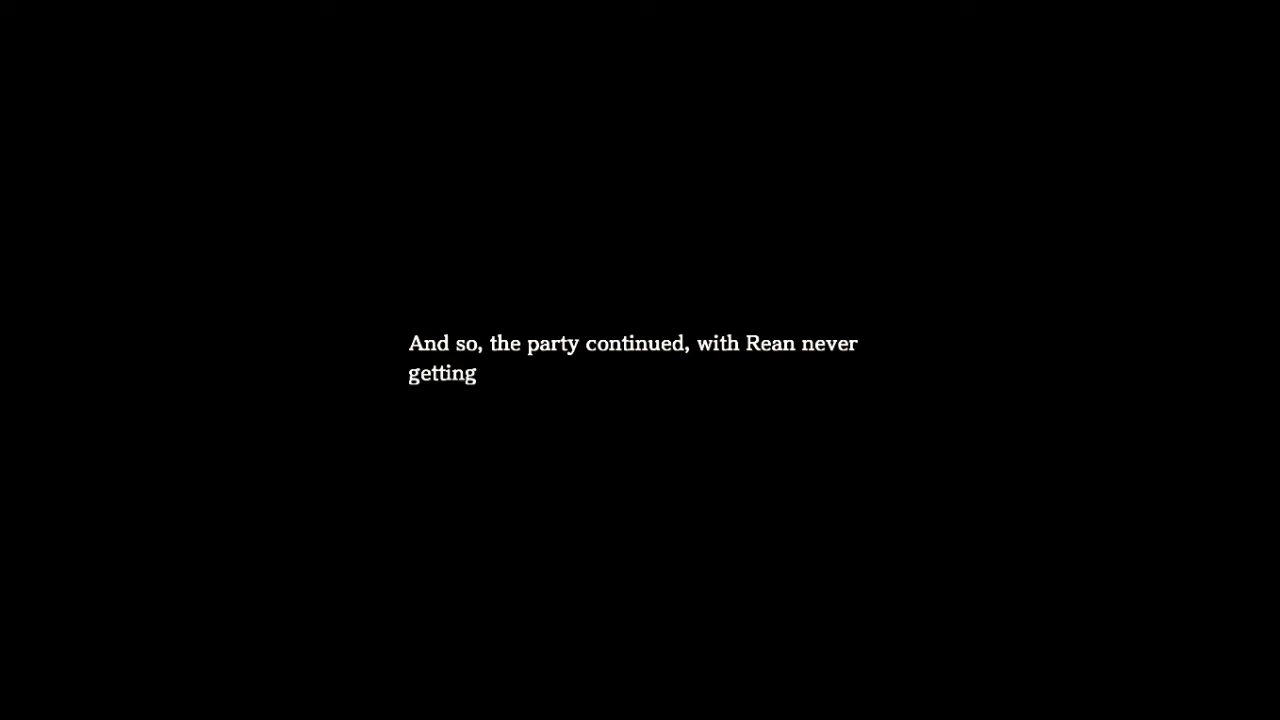 And so, the party continued, with Rean never
getting